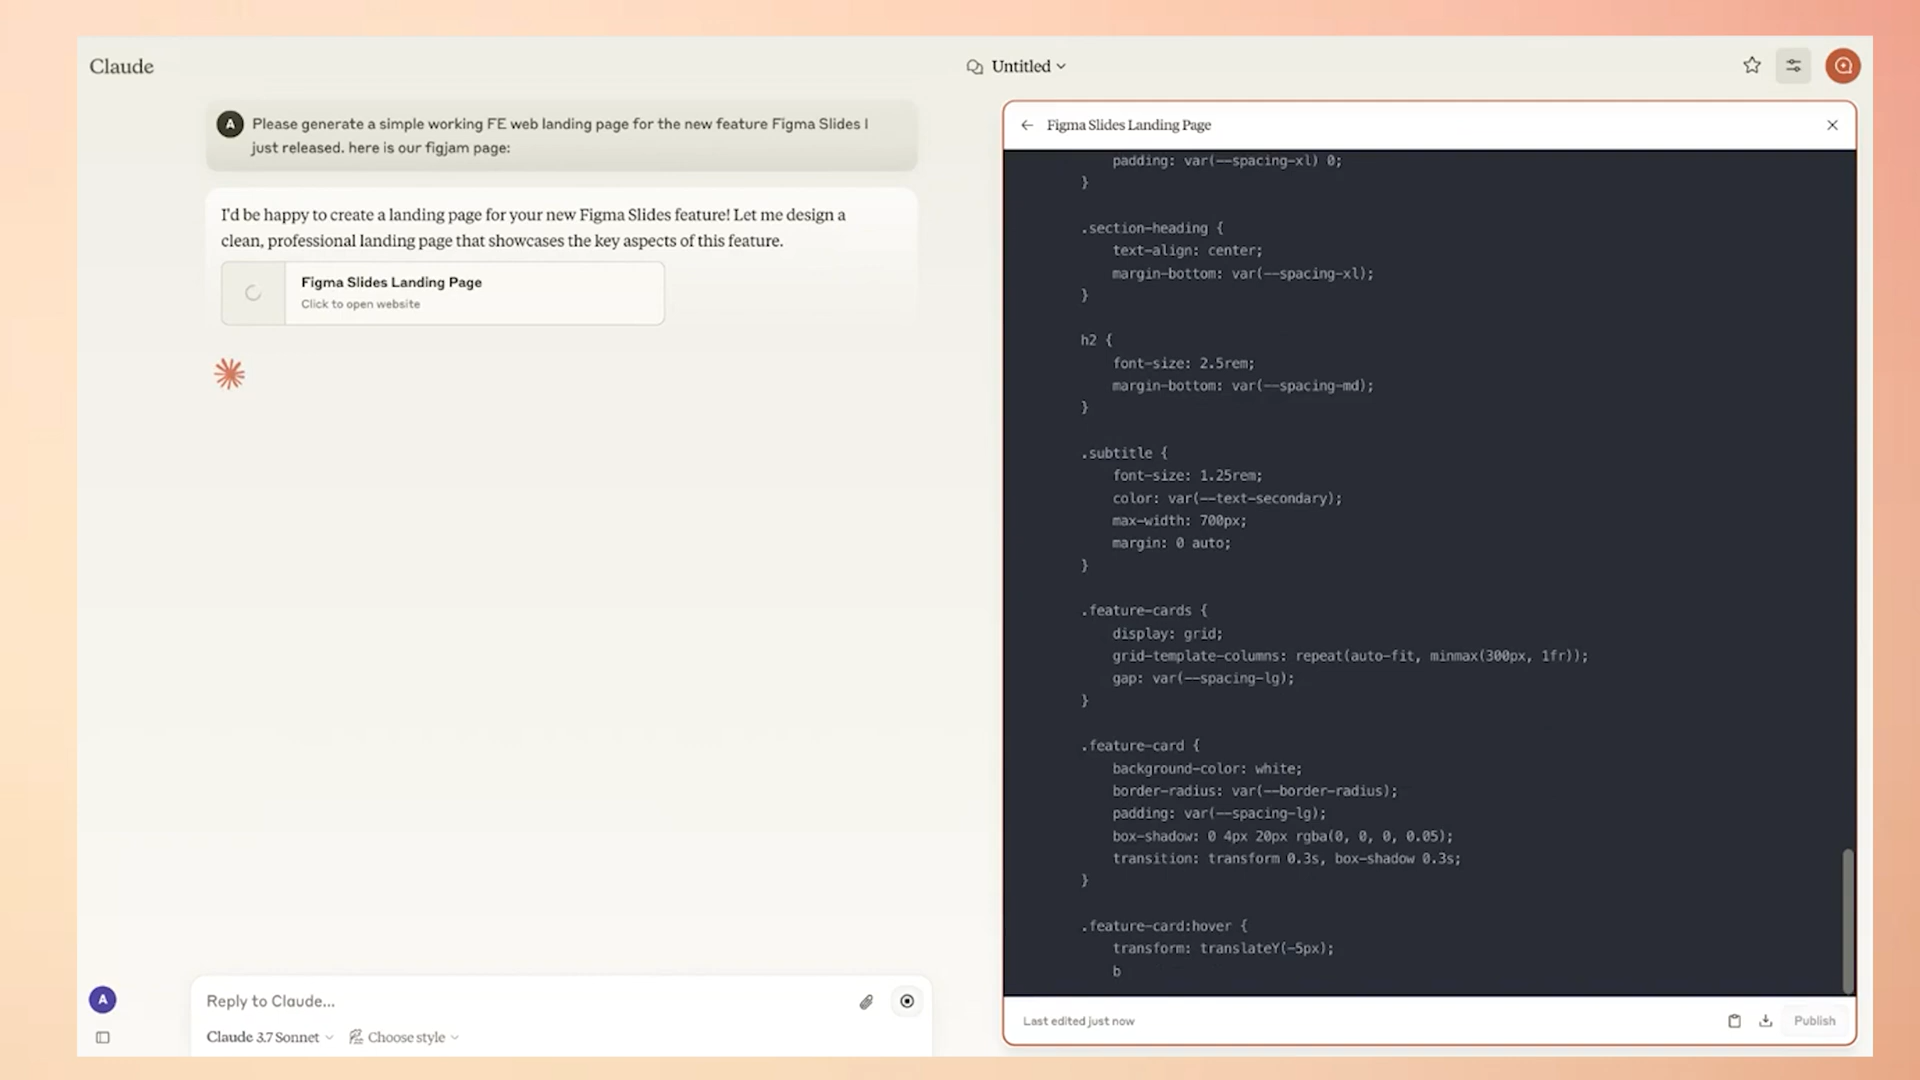 Claude
Untitled
A Please generate a simple working FE web landing page for the new feature Figma Slides I
just released. here is our figjam page:
I'd be happy to create a landing page for your new Figma Slides feature! Let me design a
clean, professional landing page that showcases the key aspects of this feature.
Figma Slides Landing Page
Click to open website
A
Reply to Claude...
Claude 3.7 Sonnet
Choose style
Figma Slides Landing Page
padding: var(--spacing-xl) 0;
}
.section-heading {
text-align: center;
margin-bottom: var(--spacing-xl);
}
h2 {
font-size: 2.5rem;
margin-bottom: var(--spacing-md);
}
.subtitle {
font-size: 1.25rem;
color: var(--text-secondary);
max-width: 700px;
margin: 0 auto;
}
.feature-cards {
display: grid;
grid-template-columns: repeat(auto-fit, minmax(300px, 1fr));
gap: var(--spacing-lg);
}
.feature-card {
background-color: white;
border-radius: var(--border-radius);
padding: var(--spacing-lg);
box-shadow: 0 4px 20px rgba(0, 0, 0, 0.05);
transition: transform 0.3s, box-shadow 0.3s;
}
.feature-card:hover {
transform: translateY(-5px);
b
Last edited just now
Publish